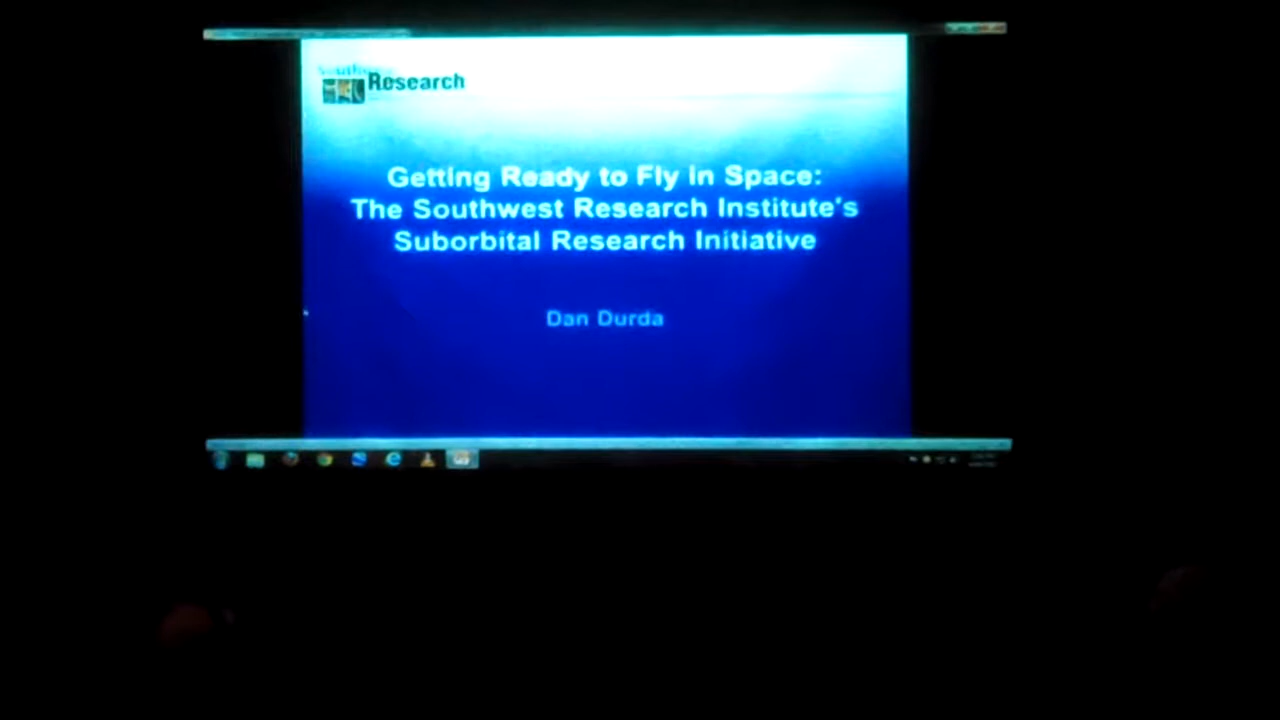 Research
Getting Ready to Fly in Space:
The Southwest Research Institute's
Suborbital Research Initiative
Dan Durda